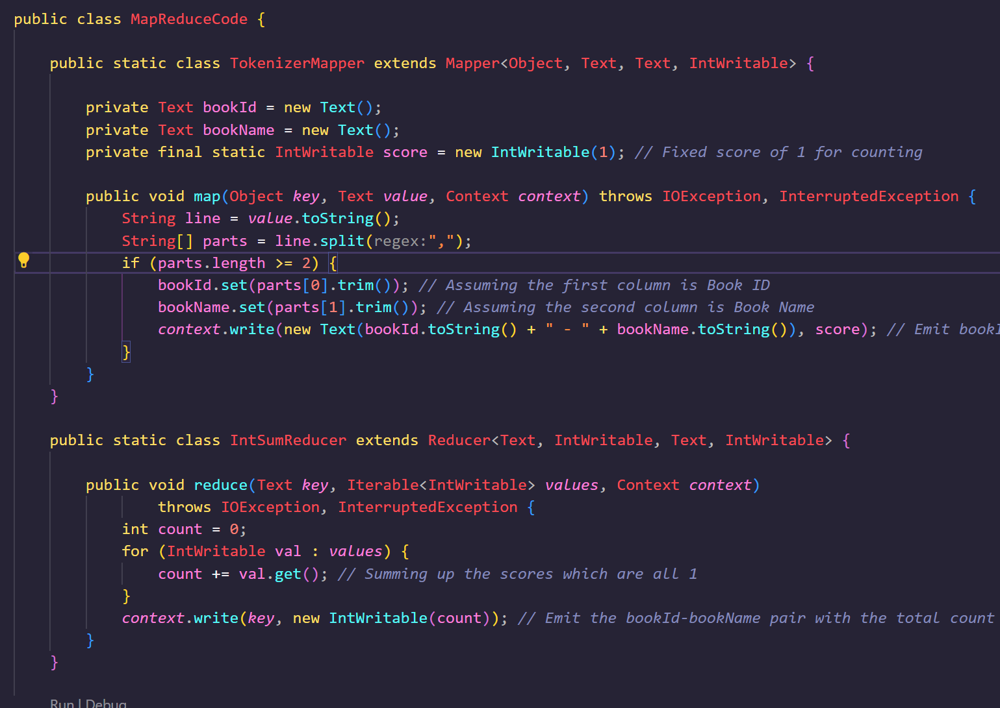 public class MapReduceCode {
public static class TokenizerMapper extends Mapper<Object, Text, Text, IntWritable> {
private Text bookId = new Text();
private Text bookName = new Text();
private final static IntWritable score = new IntWritable(1); // Fixed score of 1 for counting
public void map(Object key, Text value, Context context) throws IOException, InterruptedException {
String line = value.toString();
String[] parts = line.split(regex:",");
if (parts.length >= 2) {
bookId.set(parts[0].trim()); // Assuming the first column is Book ID
bookName.set(parts[1].trim()); // Assuming the second column is Book Name
context.write(new Text(bookId.toString() + " - " + bookName.toString()), score); // Emit bookI
}
}
}
public static class IntSumReducer extends Reducer<Text, IntWritable, Text, IntWritable> {
public void reduce(Text key, Iterable<IntWritable> values, Context context)
throws IOException, InterruptedException {
int count = 0;
for (IntWritable val : values) {
count += val.get(); // Summing up the scores which are all 1
}
context.write(key, new IntWritable(count)); // Emit the bookId-bookName pair with the total count
}
}
Run | Debug